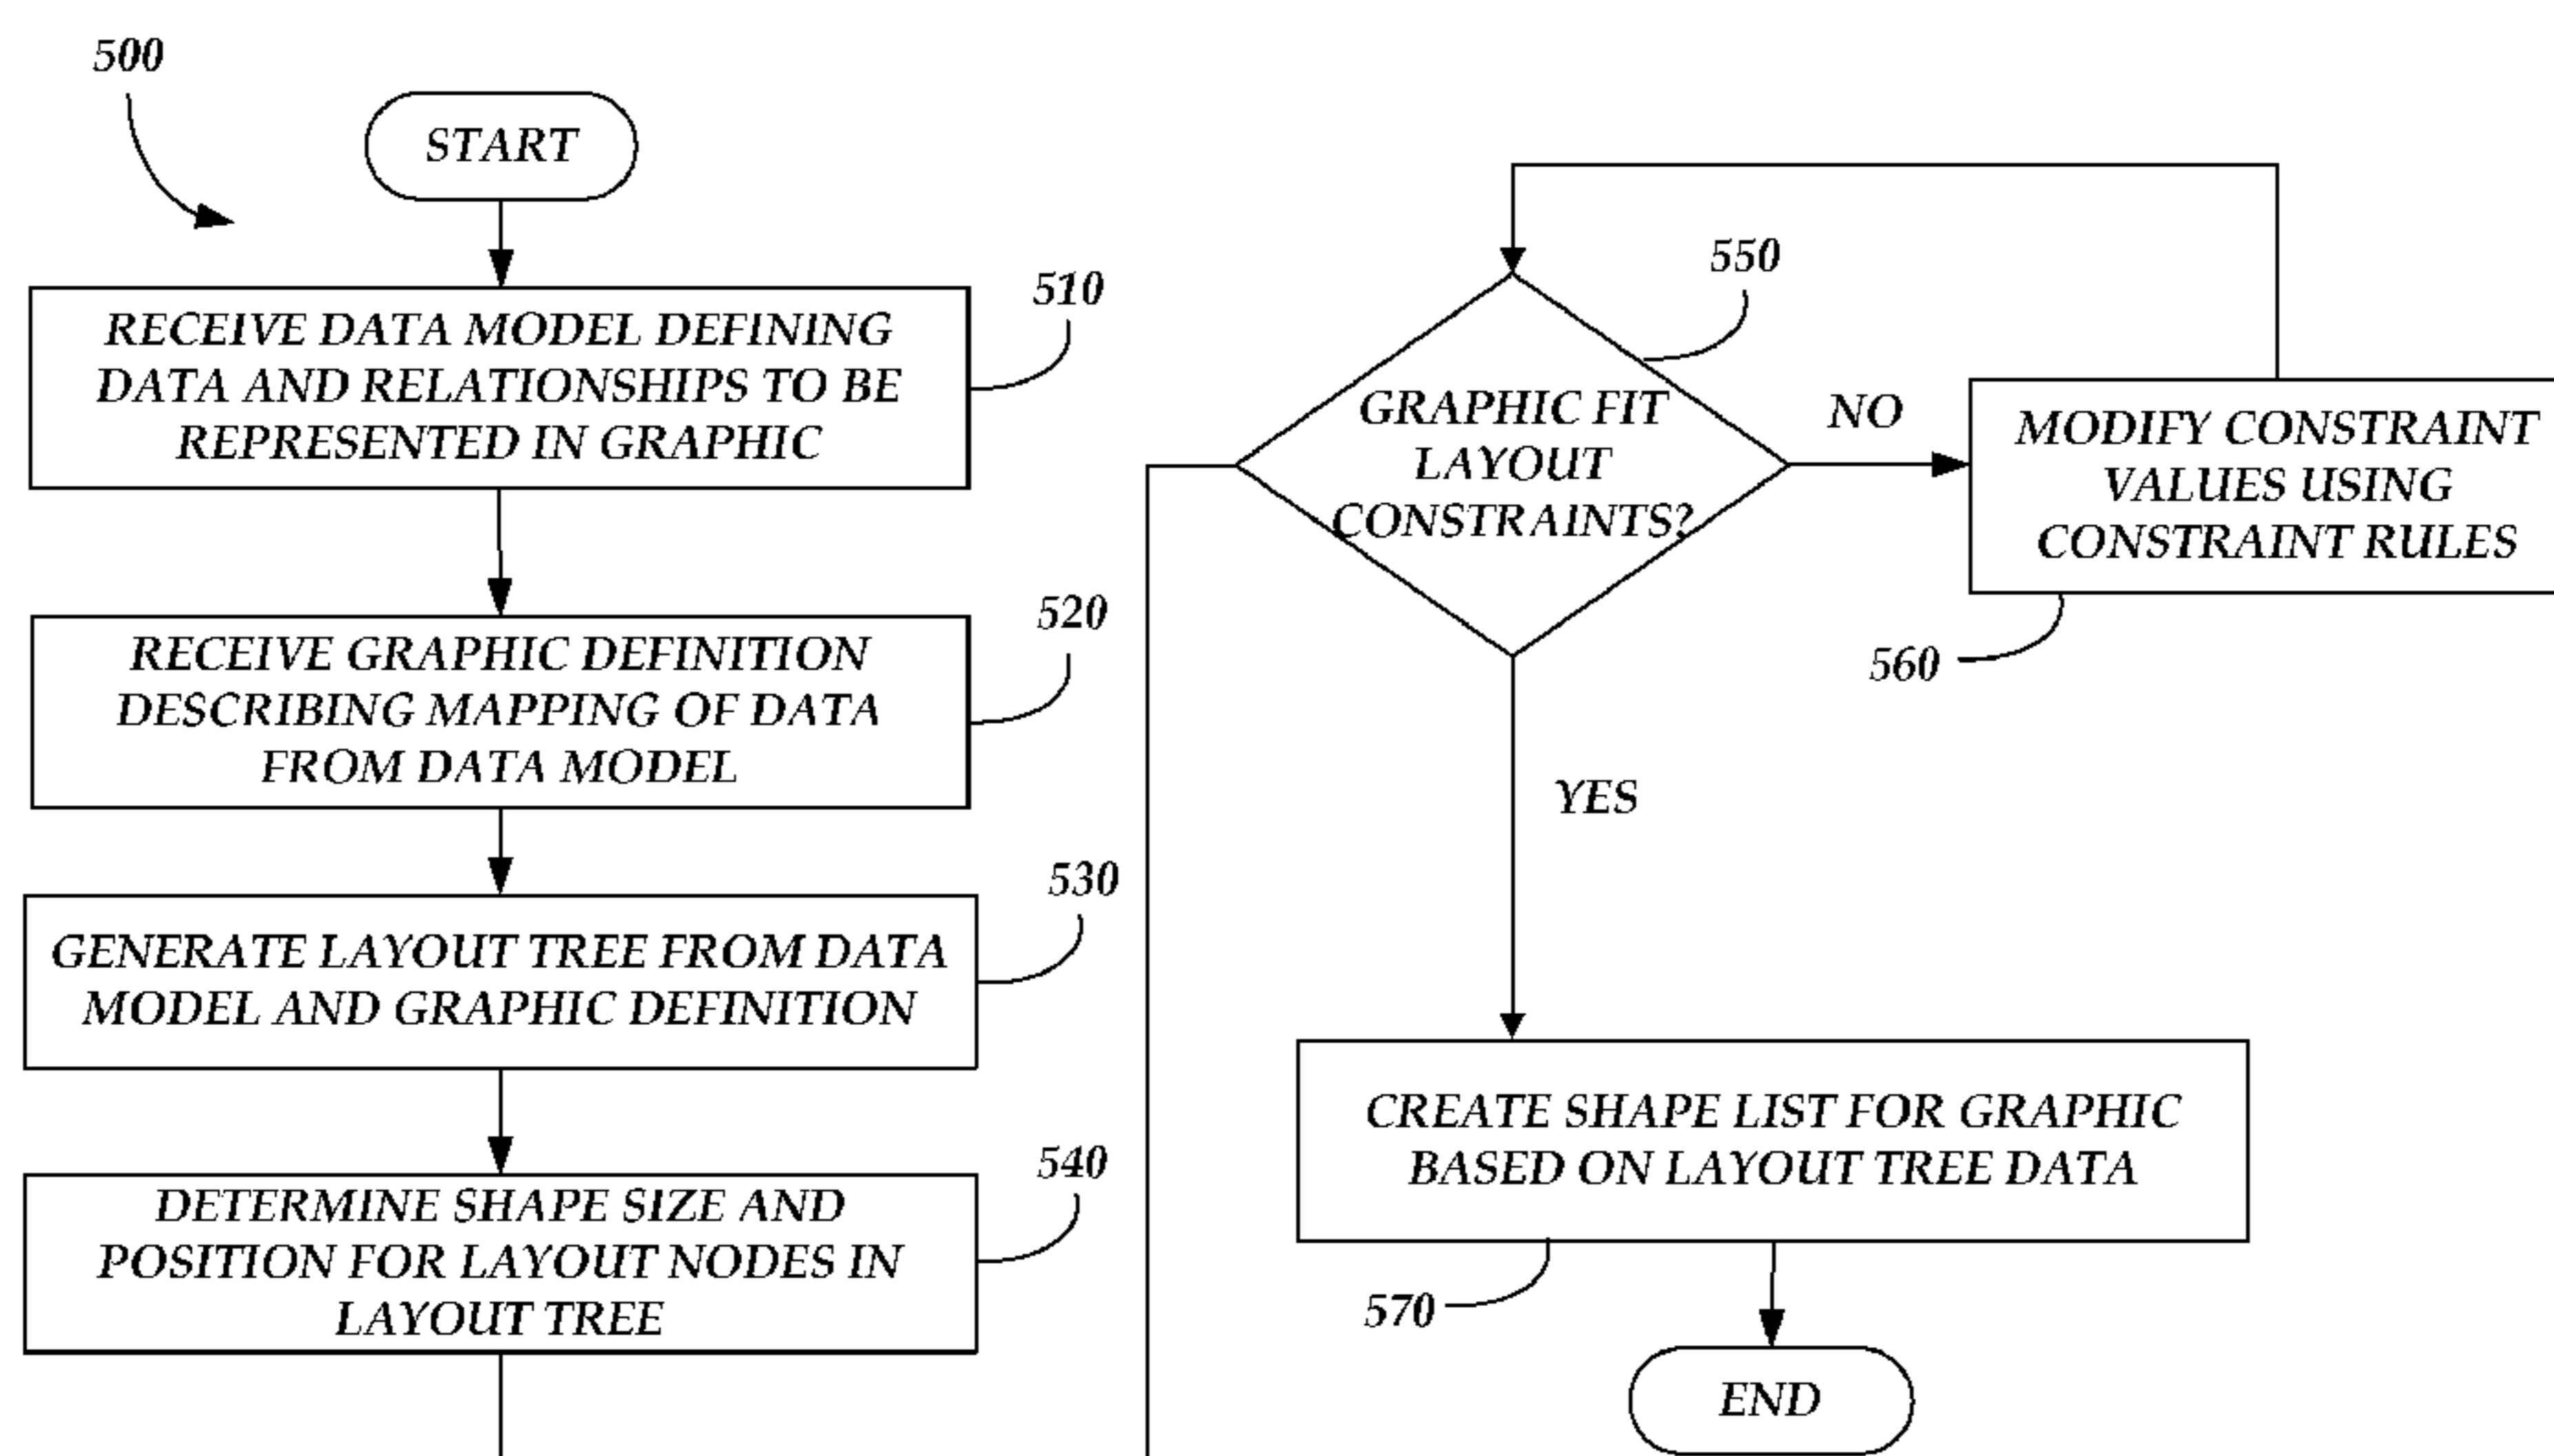 500
START
510
RECEIVE DATA MODEL DEFINING
DATA AND RELATIONSHIPS TO BE
REPRESENTED IN GRAPHIC
520
RECEIVE GRAPHIC DEFINITION
DESCRIBING MAPPING OF DATA
FROM DATA MODEL
530
GENERATE LAYOUT TREE FROM DATA
MODEL AND GRAPHIC DEFINITION
540
DETERMINE SHAPE SIZE AND
POSITION FOR LAYOUT NODES IN
LAYOUT TREE
550
GRAPHIC FIT
LAYOUT
CONSTRAINTS?
NO
MODIFY CONSTRAINT
VALUES USING
CONSTRAINT RULES
560
YES
CREATE SHAPE LIST FOR GRAPHIC
BASED ON LAYOUT TREE DATA
570
END